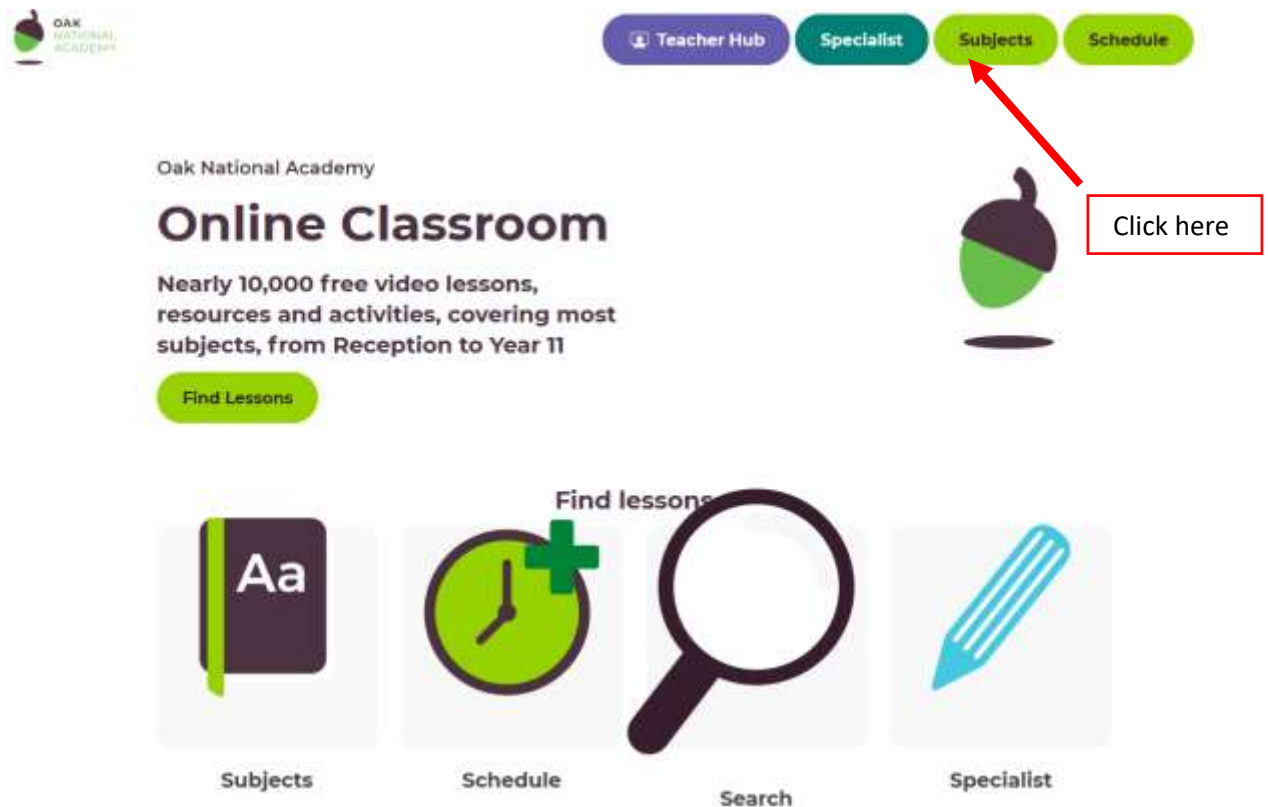 OAK
NATIONAL
ACADEMY
Teacher Hub
Specialist
Subjects
Schedule
Click here
Oak National Academy
Online Classroom
Nearly 10,000 free video lessons,
resources and activities, covering most
subjects, from Reception to Year 11
Find Lessons
Find lessons
Aa
Subjects
Schedule
Search
Specialist